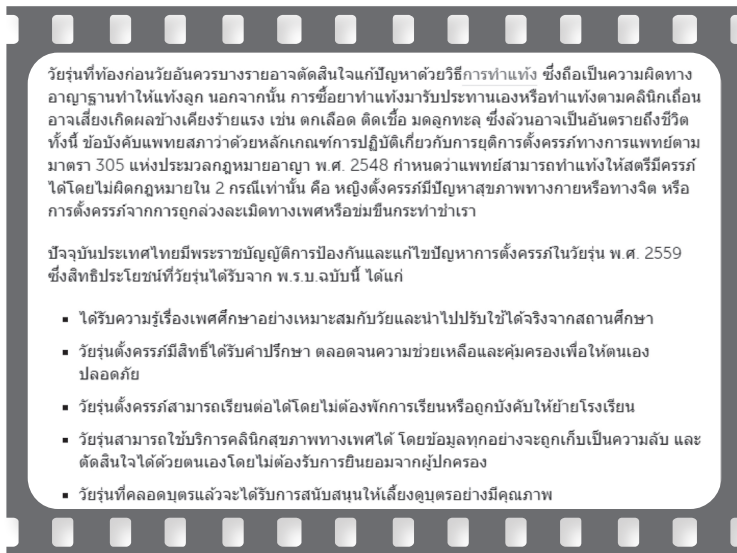 วัยรุ่นที่ท้องก่อนวัยอันควรบางรายอาจตัดสินใจแก้ปัญหาด้วยวิธีการทำแท้ง ซึ่งถือเป็นความผิดทาง
อาญาฐานทำให้แท้งลูก นอกจากนั้น การซื้อยาทำแท้งมารับประทานเองหรือทำแท้งตามคลินิกเถื่อน
อาจเสี่ยงเกิดผลข้างเคียงร้ายแรง เช่น ตกเลือด ติดเชื้อ มดลูกทะลุ ซึ่งล้วนอาจเป็นอันตรายถึงชีวิต
ทั้งนี้ ข้อบังคับแพทยสภาว่าด้วยหลักเกณฑ์การปฏิบัติเกี่ยวกับการยุติการตั้งครรภ์ทางการแพทย์ตาม
มาตรา 305 แห่งประมวลกฎหมายอาญา พ.ศ. 2548 กำหนดว่าแพทย์สามารถทำแท้งให้สตรีมีครรภ์
ได้โดยไม่ผิดกฎหมายใน 2 กรณีเท่านั้น คือ หญิงตั้งครรภ์มีปัญหาสุขภาพทางกายหรือทางจิต หรือ
การตั้งครรภ์จากการถูกล่วงละเมิดทางเพศหรือข่มขืนกระทำชำเรา
ปัจจุบันประเทศไทยมีพระราชบัญญัติการป้องกันและแก้ไขปัญหาการตั้งครรภ์ในวัยรุ่น พ.ศ. 2559
ซึ่งสิทธิประโยชน์ที่วัยรุ่นได้รับจาก พ.ร.บ.ฉบับนี้ ได้แก่
▪ ได้รับความรู้เรื่องเพศศึกษาอย่างเหมาะสมกับวัยและนำไปปรับใช้ได้จริงจากสถานศึกษา
▪ วัยรุ่นตั้งครรภ์มีสิทธิ์ได้รับคำปรึกษา ตลอดจนความช่วยเหลือและคุ้มครองเพื่อให้ตนเอง
ปลอดภัย
▪ วัยรุ่นตั้งครรภ์สามารถเรียนต่อได้โดยไม่ต้องพักการเรียนหรือถูกบังคับให้ย้ายโรงเรียน
▪ วัยรุ่นสามารถใช้บริการคลินิกสุขภาพทางเพศได้ โดยข้อมูลทุกอย่างจะถูกเก็บเป็นความลับ และ
ตัดสินใจได้ด้วยตนเองโดยไม่ต้องรับการยินยอมจากผู้ปกครอง
▪ วัยรุ่นที่คลอดบุตรแล้วจะได้รับการสนับสนุนให้เลี้ยงดูบุตรอย่างมีคุณภาพ